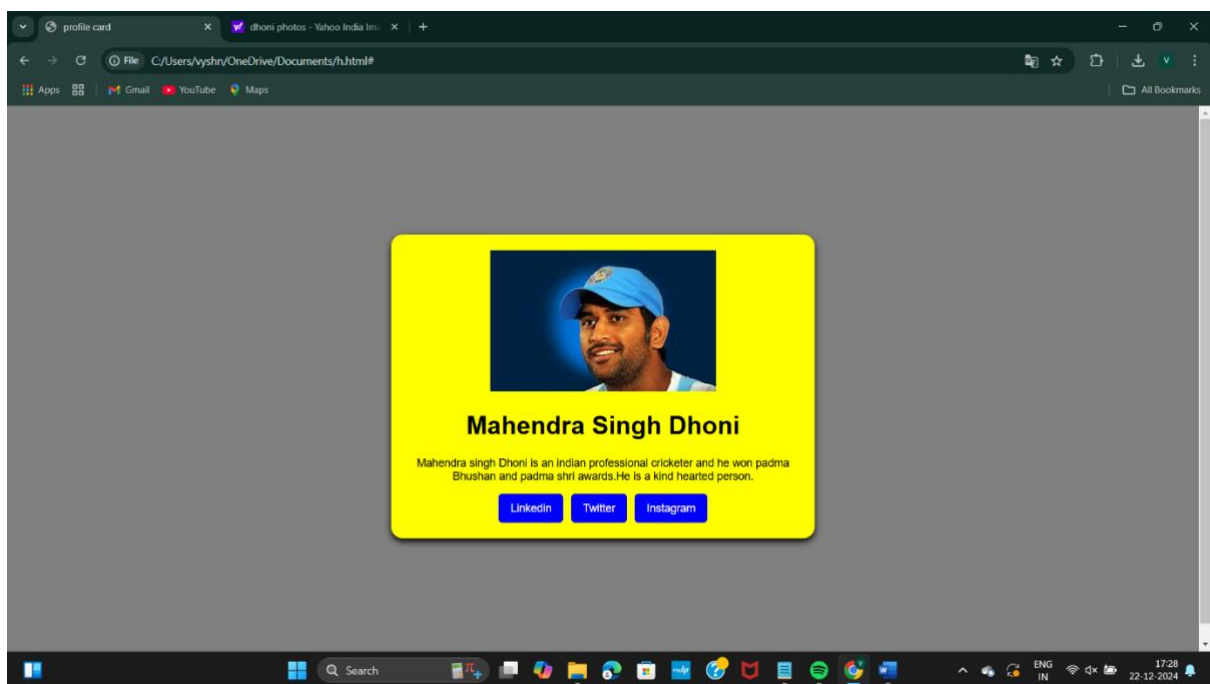 profile card
dhoni photos - Yahoo India Ima
File C:/Users/vyshn/OneDrive/Documents/h.html#
Apps Gmail YouTube Maps All Bookmarks
Mahendra Singh Dhoni
Mahendra singh Dhoni is an indian professional cricketer and he won padma
Bhushan and padma shri awards.He is a kind hearted person.
Linkedin Twitter Instagram
Search
ENG
IN
17:28
22-12-2024